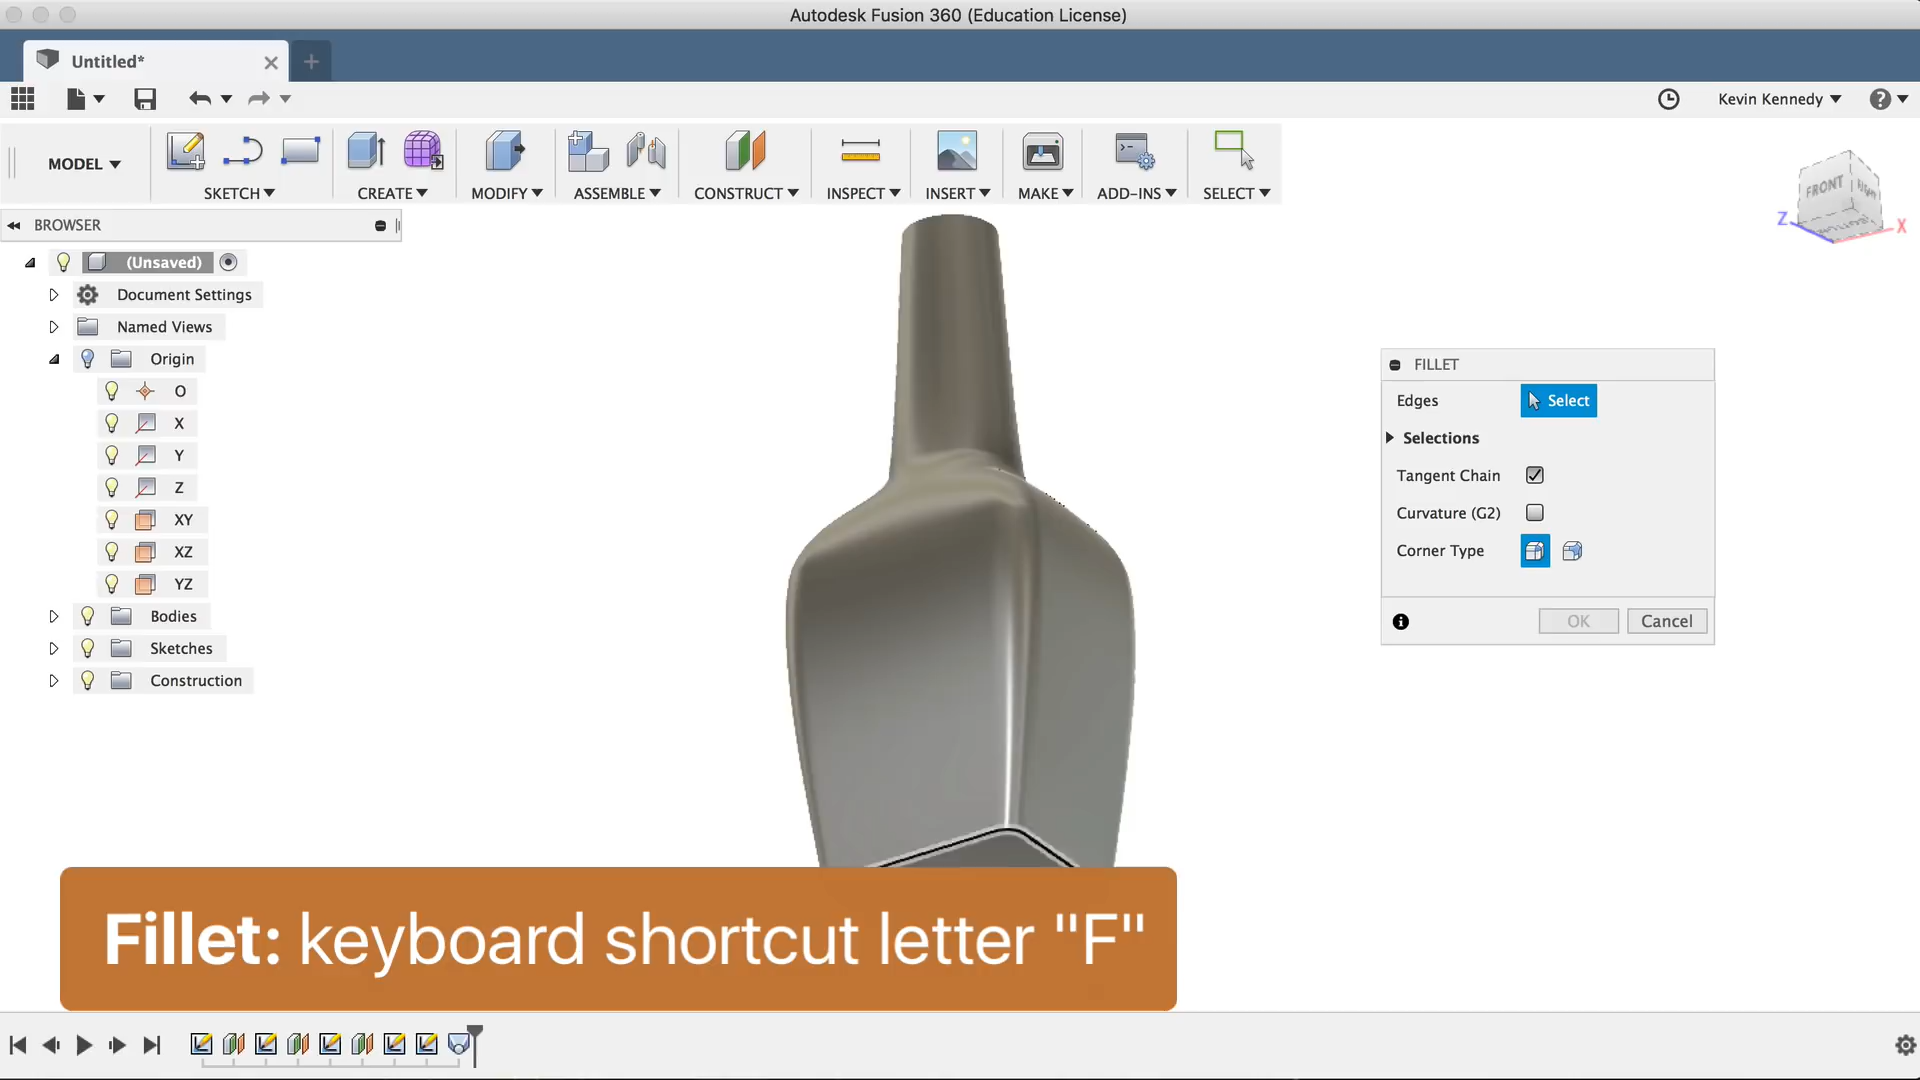 Autodesk Fusion 360 (Education License)
Untitled*
Kevin Kennedy
MODEL
SKETCH
CREATE
MODIFY
ASSEMBLE
CONSTRUCT
INSPECT
INSERT
MAKE
ADD-INS
SELECT
FRONT
RIGHT
BOTTOM
Z
X
BROWSER
(Unsaved)
Document Settings
Named Views
Origin
O
X
Y
Z
XY
XZ
YZ
Bodies
Sketches
Construction
FILLET
Edges
Select
Selections
Tangent Chain
Curvature (G2)
Corner Type
OK
Cancel
Fillet: keyboard shortcut letter "F"